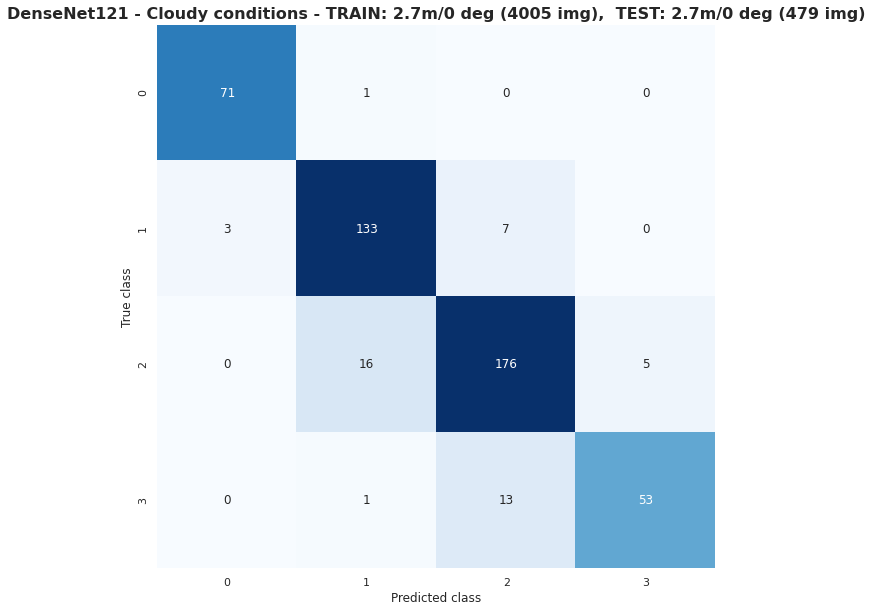 DenseNet121 - Cloudy conditions - TRAIN: 2.7m/0 deg (4005 img),  TEST: 2.7m/0 deg (479 img)
True class
0 71 1 0 0
1 3 133 7 0
2 0 16 176 5
3 0 1 13 53
0 1 2 3
Predicted class